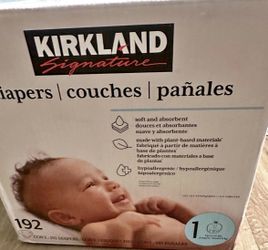 KIRKLAND
Signature
iapers | couches | pañales
soft and absorbent
douces et absorbantes
suave y absorbente
made with plant-based materials
fabriqué à partir de matières à
base de plantes
fabricado con materiales a base
de plantas
hypoallergenic / hypoallergénique
hipoalergénico
192
1